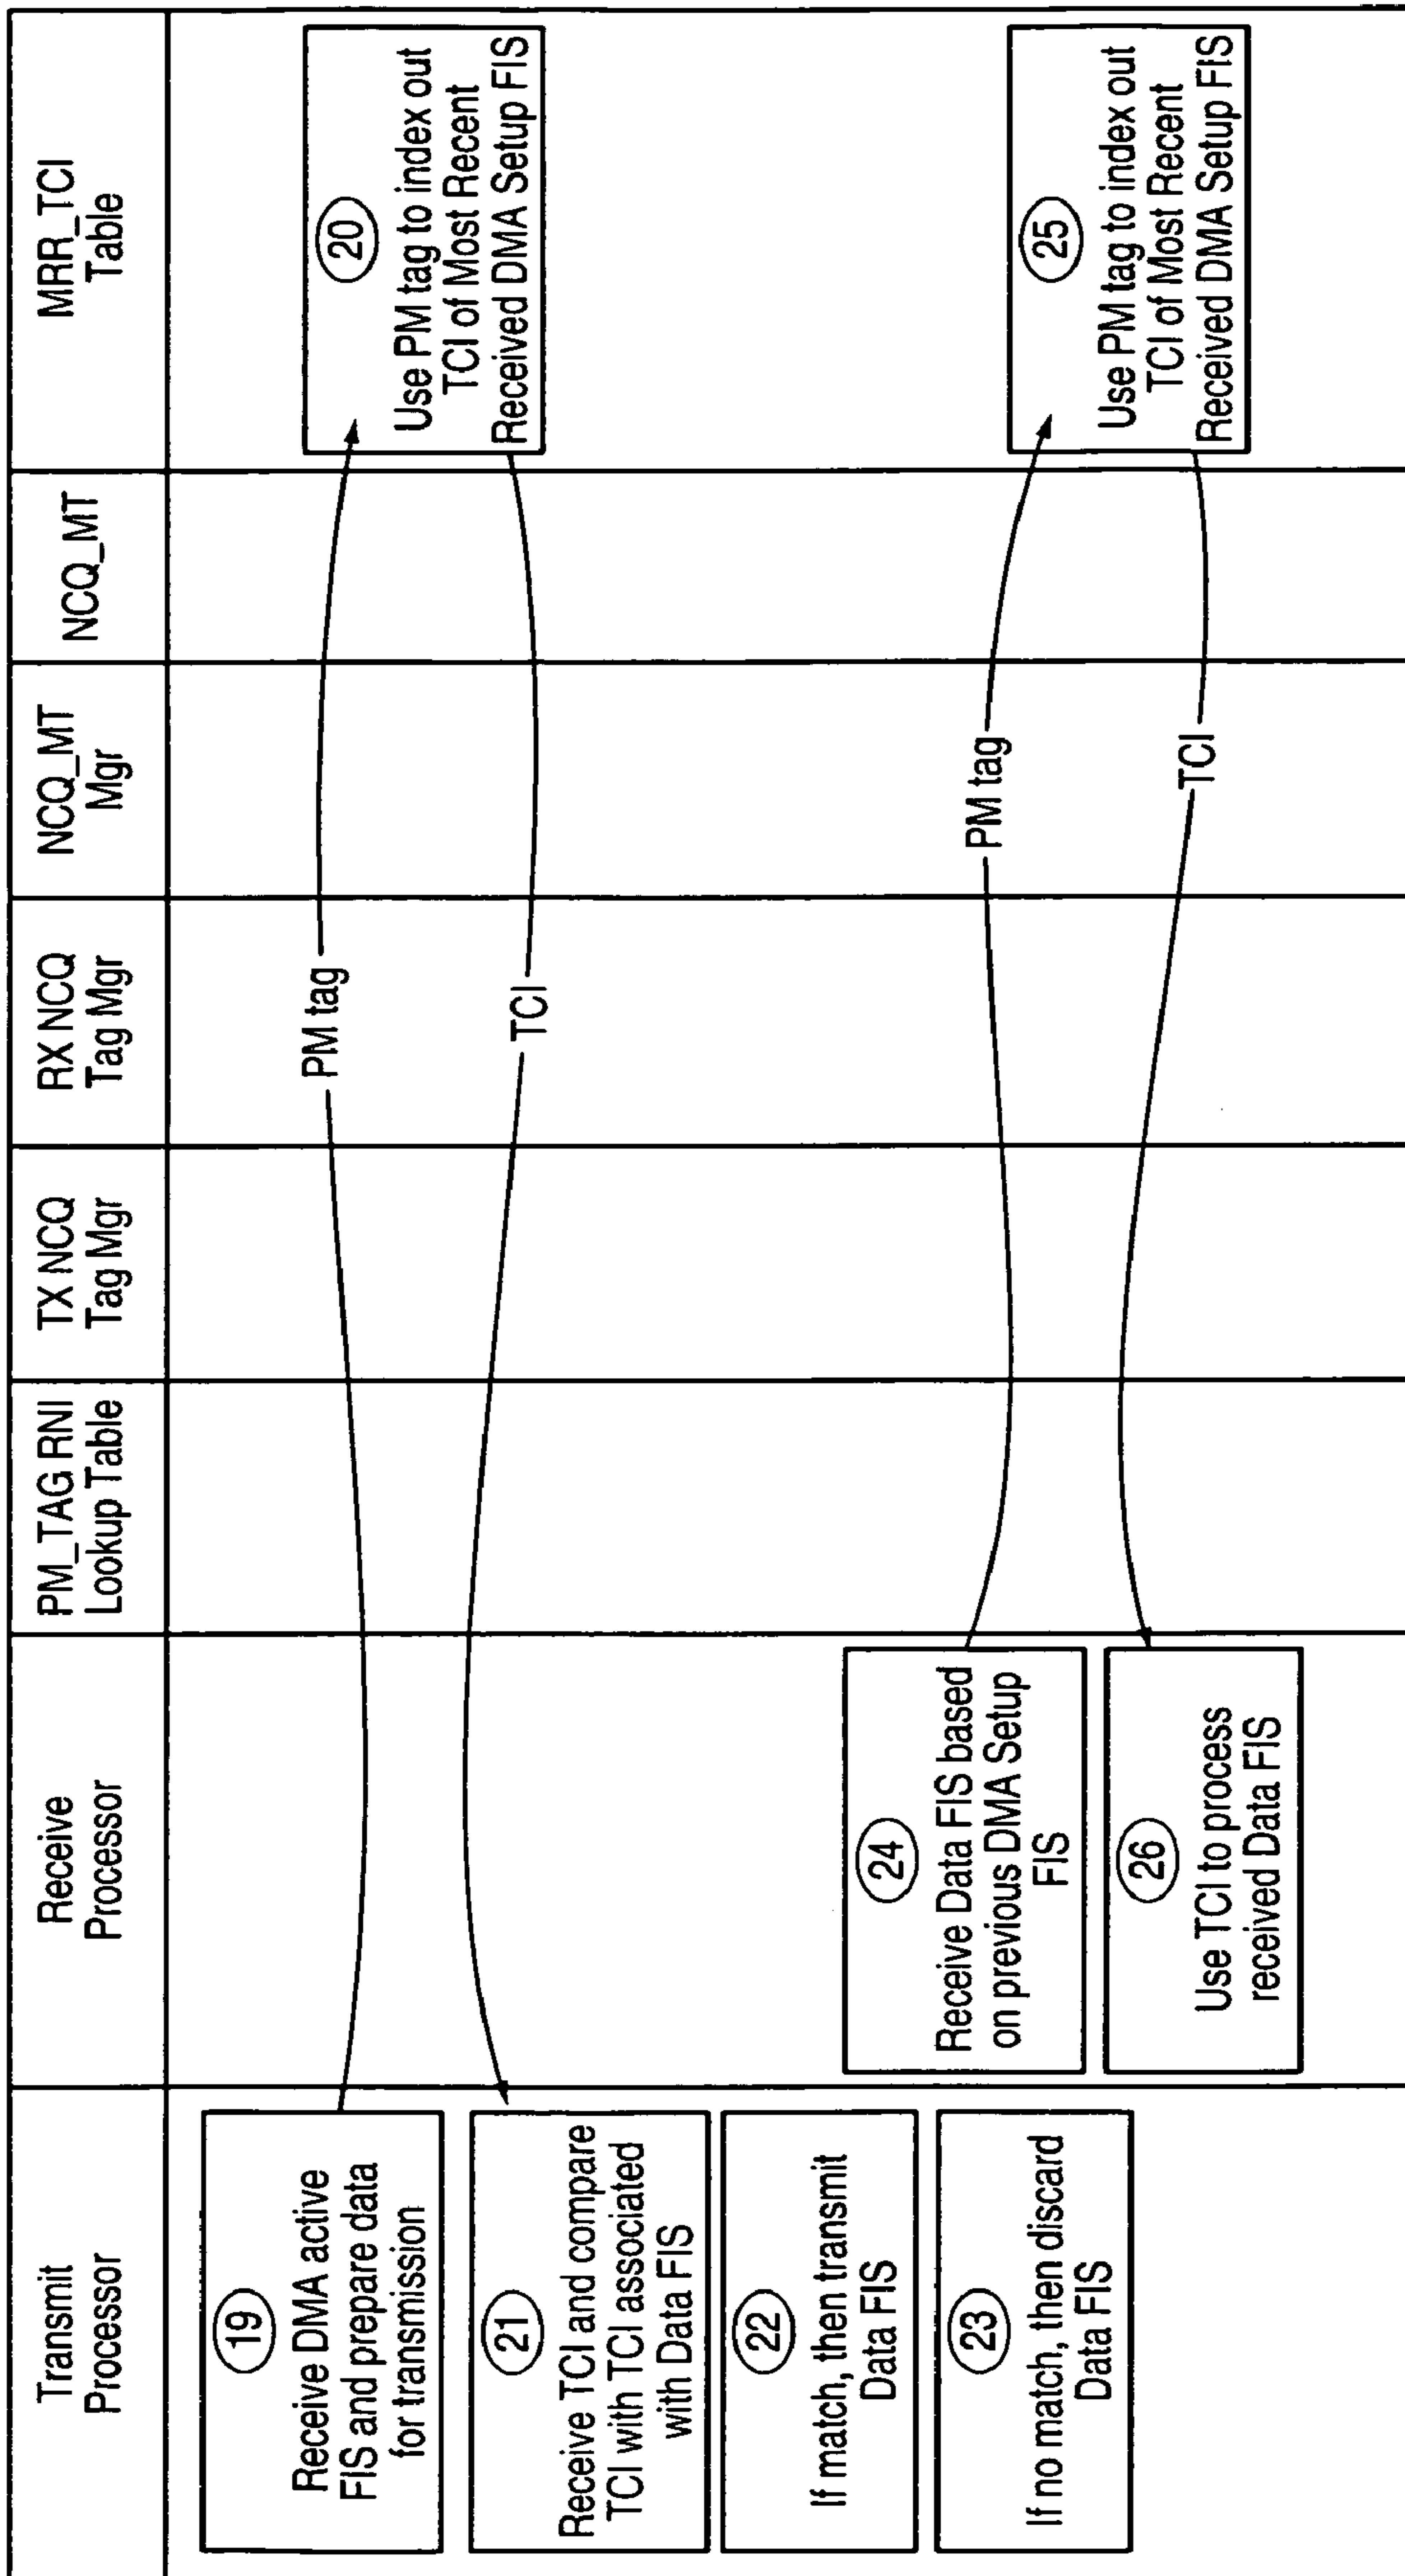 Transmit
Processor
Receive
Processor
PM_TAG RNI
Lookup Table
TX NCQ
Tag Mgr
RX NCQ
Tag Mgr
NCQ_MT
Mgr
NCQ_MT
MRR_TCI
Table
19
Receive DMA active
FIS and prepare data
for transmission
PM tag
20
Use PM tag to index out
TCI of Most Recent
Received DMA Setup FIS
TCI
21
Receive TCI and compare
TCI with TCI associated
with Data FIS
22
If match, then transmit
Data FIS
23
If no match, then discard
Data FIS
24
Receive Data FIS based
on previous DMA Setup
FIS
PM tag
25
Use PM tag to index out
TCI of Most Recent
Received DMA Setup FIS
TCI
26
Use TCI to process
received Data FIS